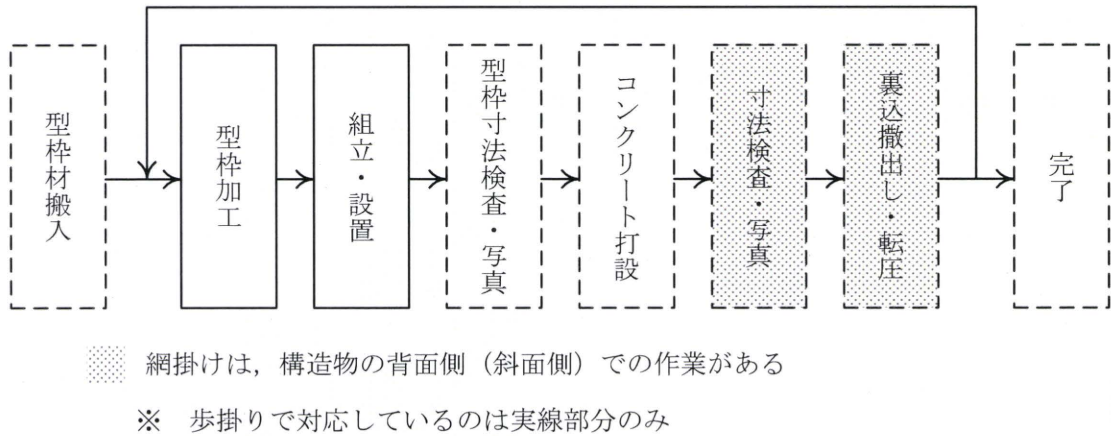 型枠材搬入
型枠加工
組立・設置
型枠寸法検査・写真
コンクリート打設
寸法検査・写真
裏込撒出し・転圧
完了
網掛けは，構造物の背面側（斜面側）での作業がある
※　歩掛りで対応しているのは実線部分のみ